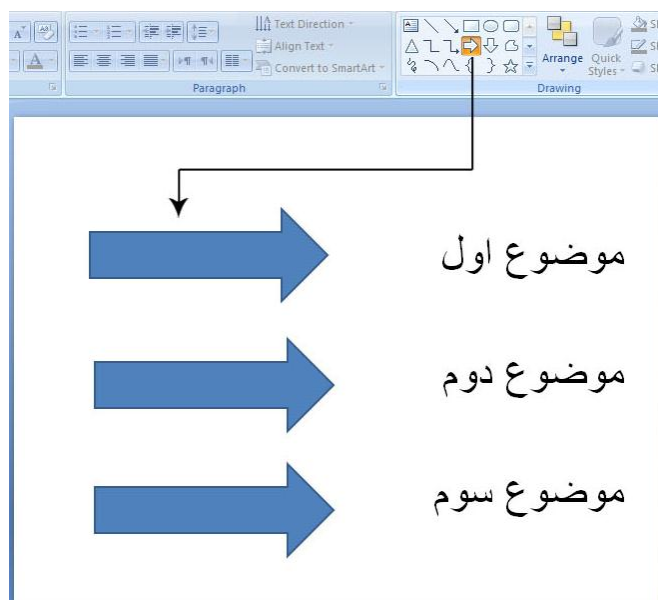 Text Direction
Align Text
Convert to SmartArt
Paragraph
Arrange
Quick
Styles
Drawing
موضوع اول
موضوع دوم
موضوع سوم